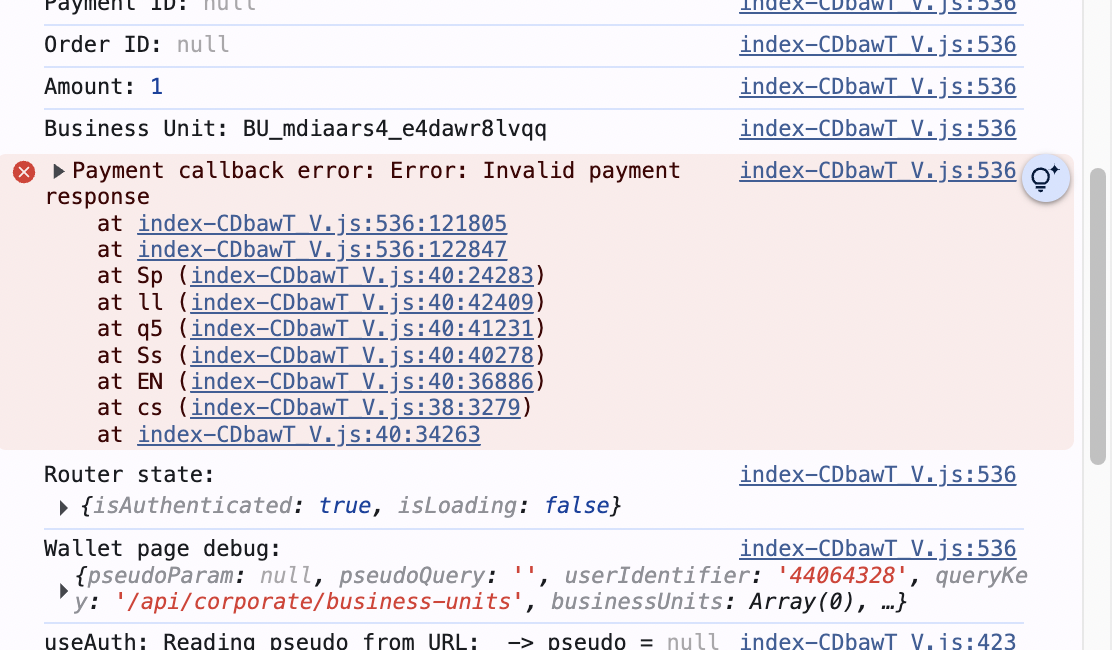 Payment ID: null index-CDbawT_V.js:536
Order ID: null index-CDbawT_V.js:536
Amount: 1 index-CDbawT_V.js:536
Business Unit: BU_mdiaars4_e4dawr8lvqq index-CDbawT_V.js:536
Payment callback error: Error: Invalid payment index-CDbawT_V.js:536
response
at index-CDbawT_V.js:536:121805
at index-CDbawT_V.js:536:122847
at Sp (index-CDbawT_V.js:40:24283)
at ll (index-CDbawT_V.js:40:42409)
at q5 (index-CDbawT_V.js:40:41231)
at Ss (index-CDbawT_V.js:40:40278)
at EN (index-CDbawT_V.js:40:36886)
at cs (index-CDbawT_V.js:38:3279)
at index-CDbawT_V.js:40:34263
Router state: index-CDbawT_V.js:536
{isAuthenticated: true, isLoading: false}
Wallet page debug: index-CDbawT_V.js:536
{pseudoParam: null, pseudoQuery: '', userIdentifier: '44064328', queryKe
y: '/api/corporate/business-units', businessUnits: Array(0), …}
useAuth: Reading pseudo from URL:  -> pseudo = null index-CDbawT_V.js:423